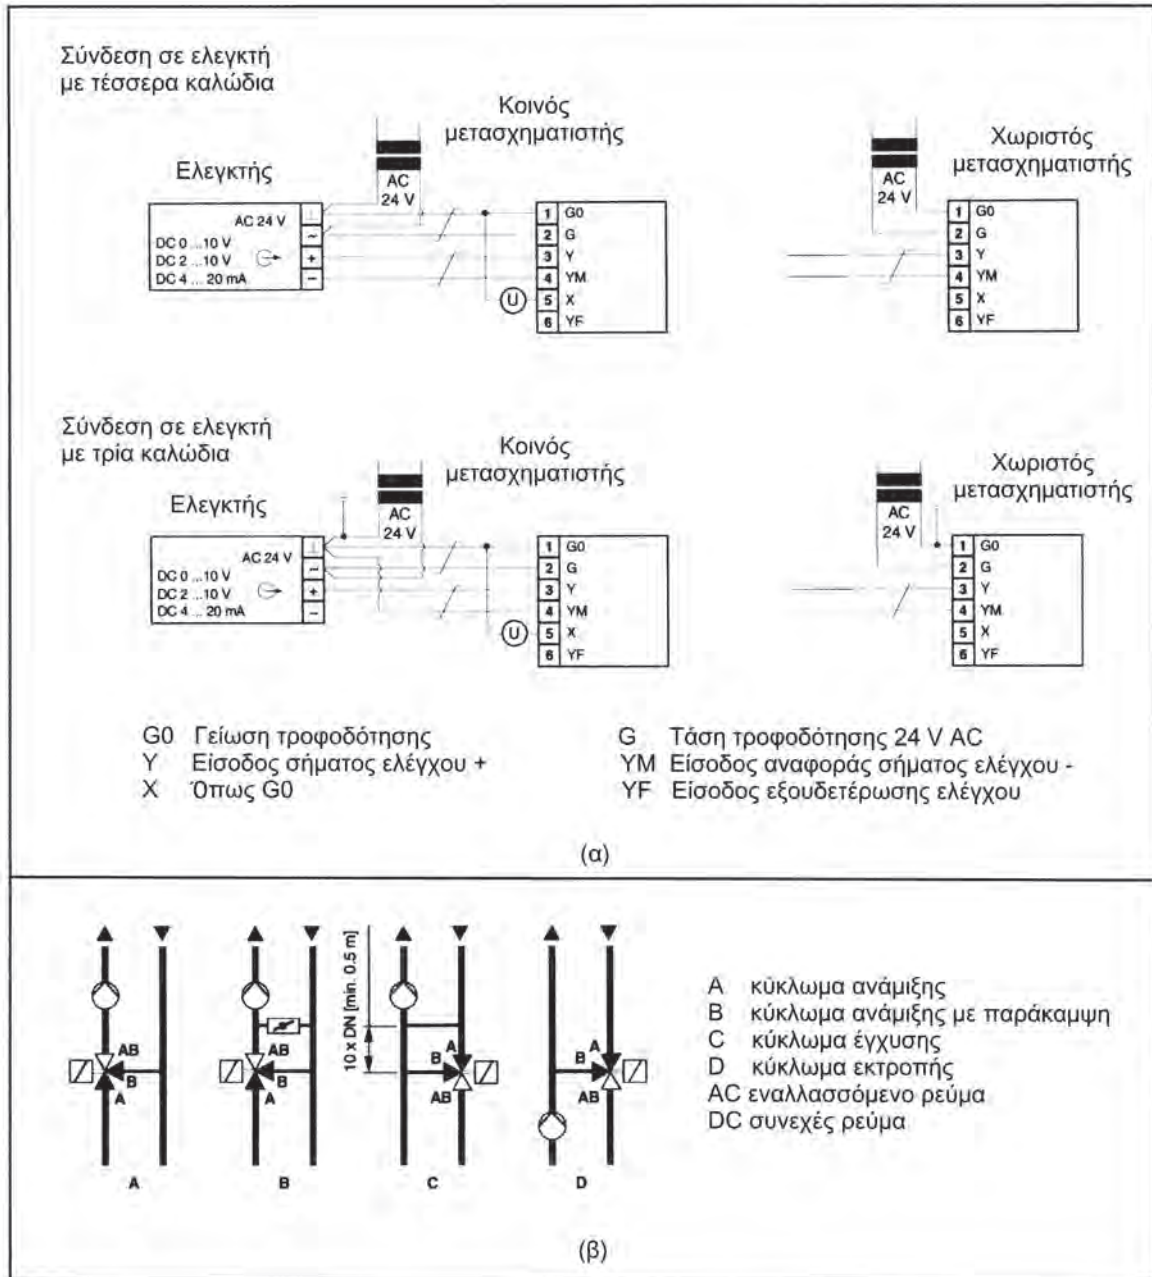 Σύνδεση σε ελεγκτή
με τέσσερα καλώδια
Κοινός
μετασχηματιστής
Χωριστός
μετασχηματιστής
Ελεγκτής
AC
24 V
AC
24 V
AC 24 V
⊥
~
+
–
DC 0 ...10 V
DC 2 ...10 V
DC 4 ... 20 mA
1 G0
2 G
3 Y
4 YM
5 X
6 YF
U
1 G0
2 G
3 Y
4 YM
5 X
6 YF
Σύνδεση σε ελεγκτή
με τρία καλώδια
Κοινός
μετασχηματιστής
Χωριστός
μετασχηματιστής
Ελεγκτής
AC
24 V
AC
24 V
AC 24 V
⊥
~
+
–
DC 0 ...10 V
DC 2 ...10 V
DC 4 ... 20 mA
1 G0
2 G
3 Y
4 YM
5 X
6 YF
U
1 G0
2 G
3 Y
4 YM
5 X
6 YF
G0 Γείωση τροφοδότησης
G Τάση τροφοδότησης 24 V AC
Y Είσοδος σήματος ελέγχου +
YM Είσοδος αναφοράς σήματος ελέγχου -
X Όπως G0
YF Είσοδος εξουδετέρωσης ελέγχου
(α)
AB
B
A
A
AB
B
A
B
10 x DN [min. 0.5 m]
A
B
AB
C
A
B
AB
D
A κύκλωμα ανάμιξης
B κύκλωμα ανάμιξης με παράκαμψη
C κύκλωμα έγχυσης
D κύκλωμα εκτροπής
AC εναλλασσόμενο ρεύμα
DC συνεχές ρεύμα
(β)